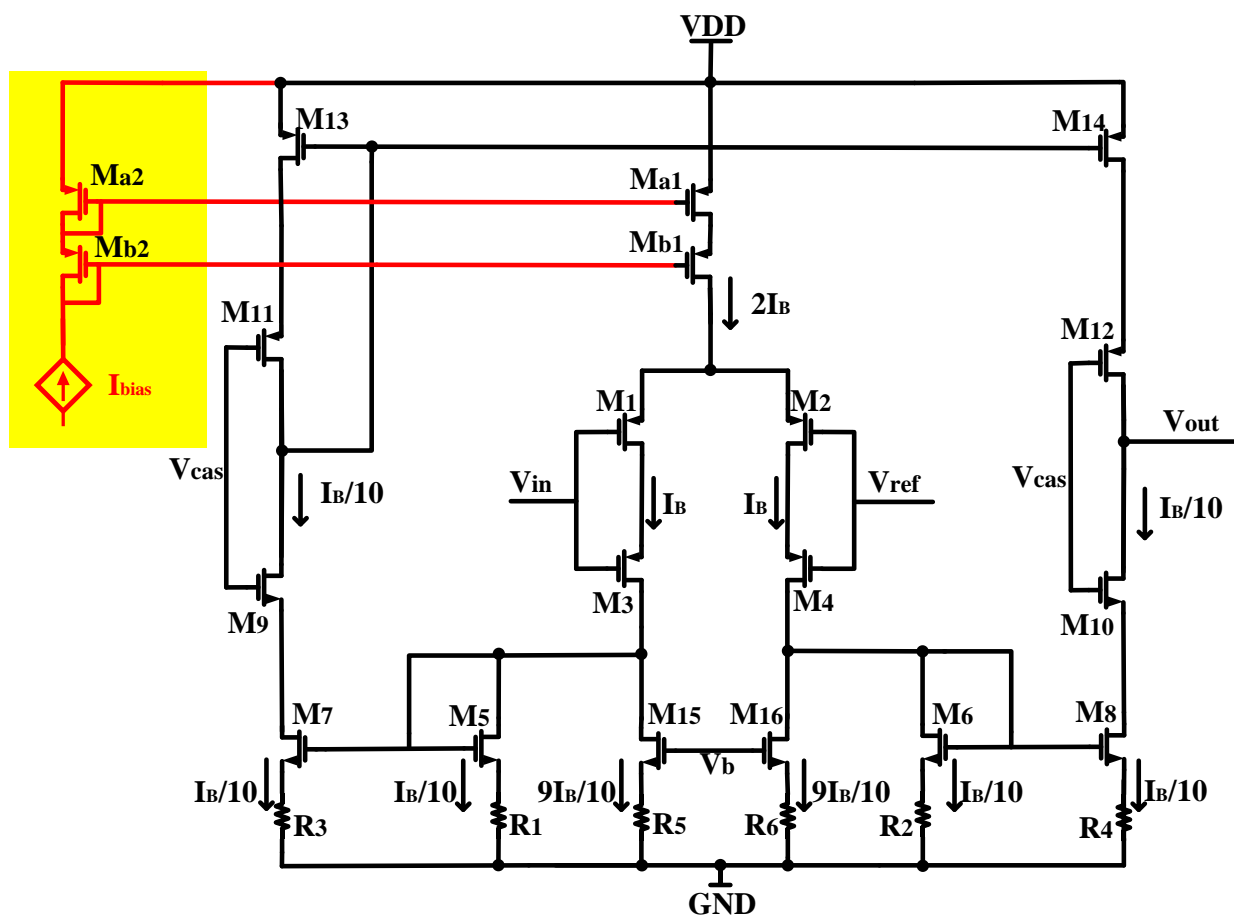 VDD
M13
M14
Ma2
Ma1
Mb2
Mb1
2IB
M11
M12
Ibias
M1
M2
Vout
Vcas
Vin
Vref
Vcas
IB/10
IB
IB
IB/10
M9
M3
M4
M10
M7
M5
M15
M16
M6
M8
Vb
IB/10
IB/10
9IB/10
9IB/10
IB/10
IB/10
R3
R1
R5
R6
R2
R4
GND